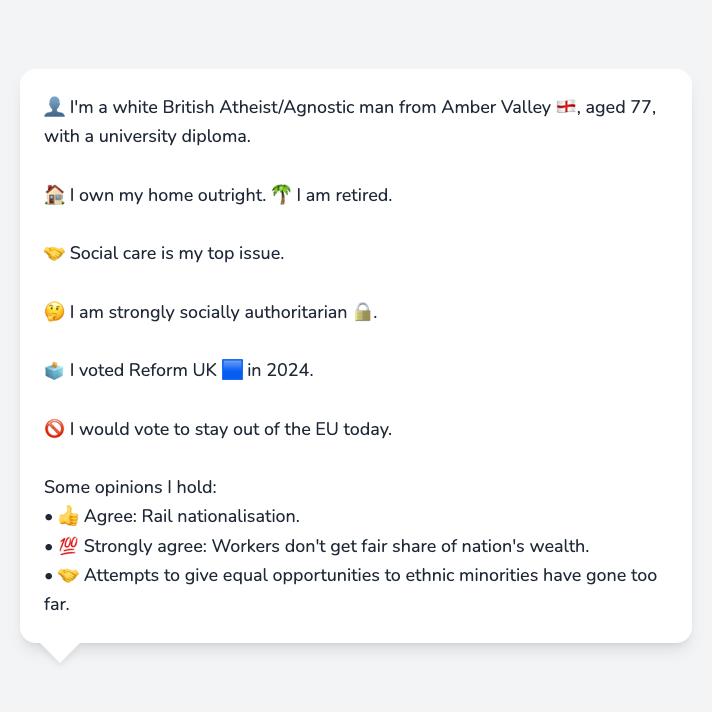 👤 I'm a white British Atheist/Agnostic man from Amber Valley 🏴󠁧󠁢󠁥󠁮󠁧󠁿, aged 77,
with a university diploma.
🏠 I own my home outright. 🌴 I am retired.
🤝 Social care is my top issue.
🤔 I am strongly socially authoritarian 🔒.
🗳️ I voted Reform UK 🟦 in 2024.
🚫 I would vote to stay out of the EU today.
Some opinions I hold:
• 👍 Agree: Rail nationalisation.
• 💯 Strongly agree: Workers don't get fair share of nation's wealth.
• 🤝 Attempts to give equal opportunities to ethnic minorities have gone too
far.